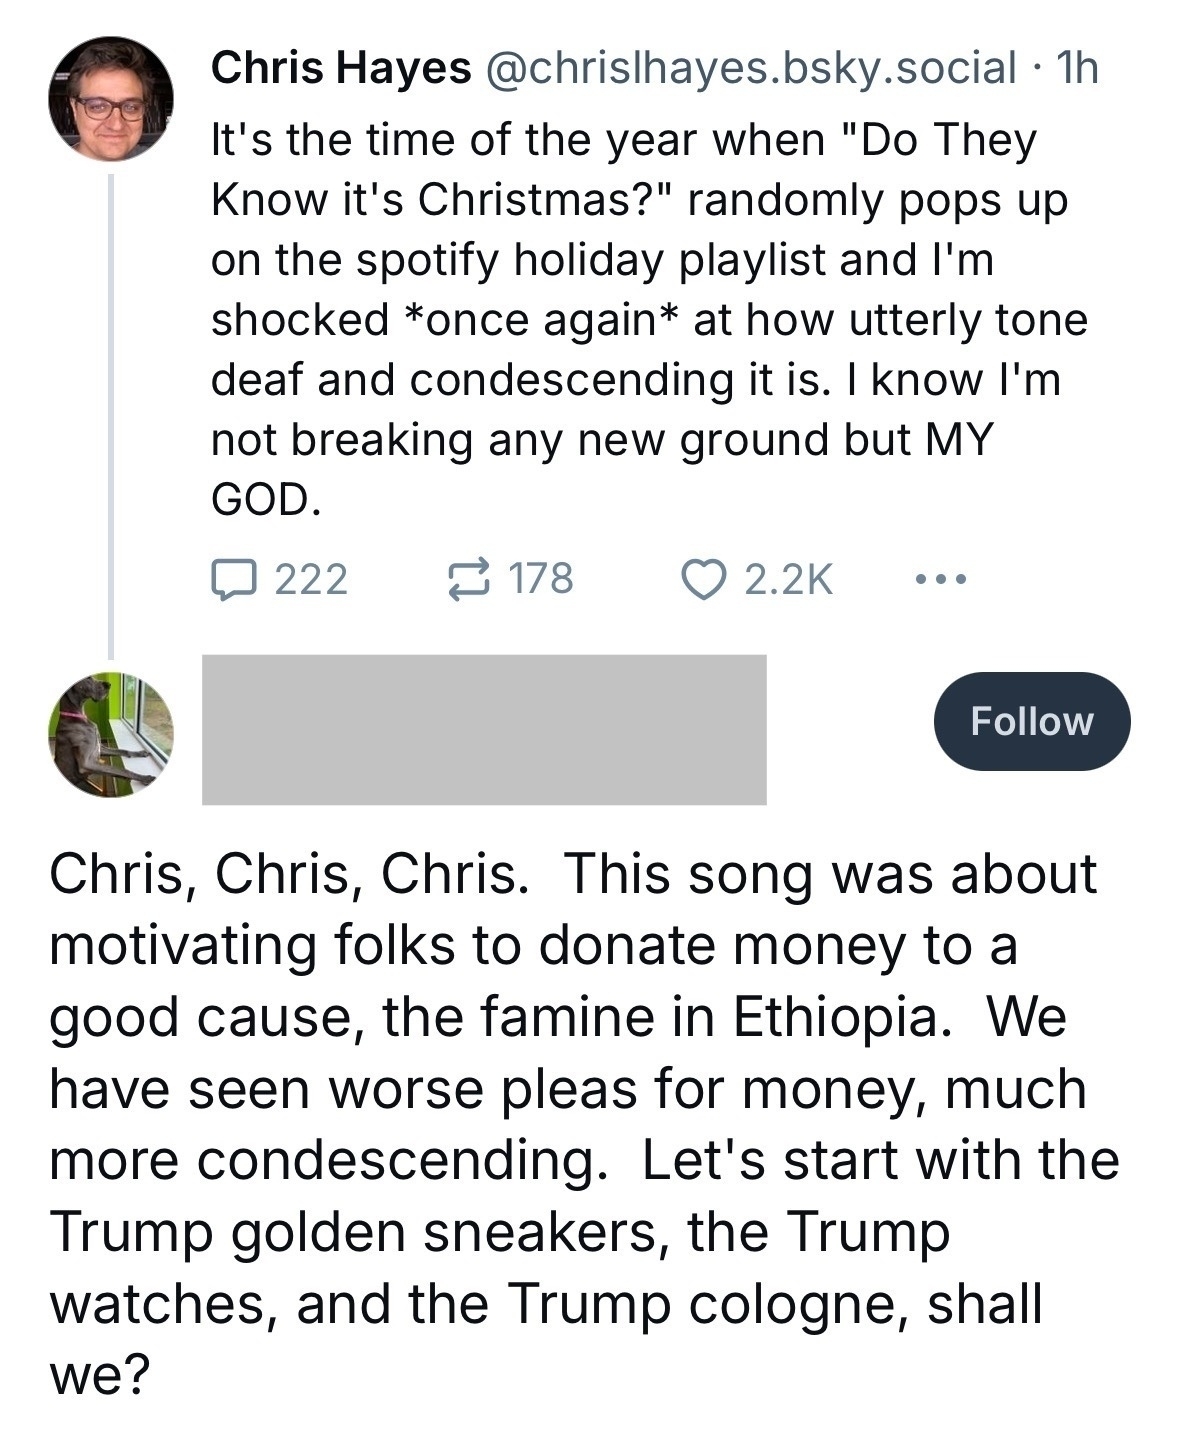 Chris Hayes @chrislhayes.bsky.social · 1h
It's the time of the year when "Do They
Know it's Christmas?" randomly pops up
on the spotify holiday playlist and I'm
shocked *once again* at how utterly tone
deaf and condescending it is. I know I'm
not breaking any new ground but MY
GOD.
222 178 2.2K
Follow
Chris, Chris, Chris.  This song was about
motivating folks to donate money to a
good cause, the famine in Ethiopia.  We
have seen worse pleas for money, much
more condescending.  Let's start with the
Trump golden sneakers, the Trump
watches, and the Trump cologne, shall
we?